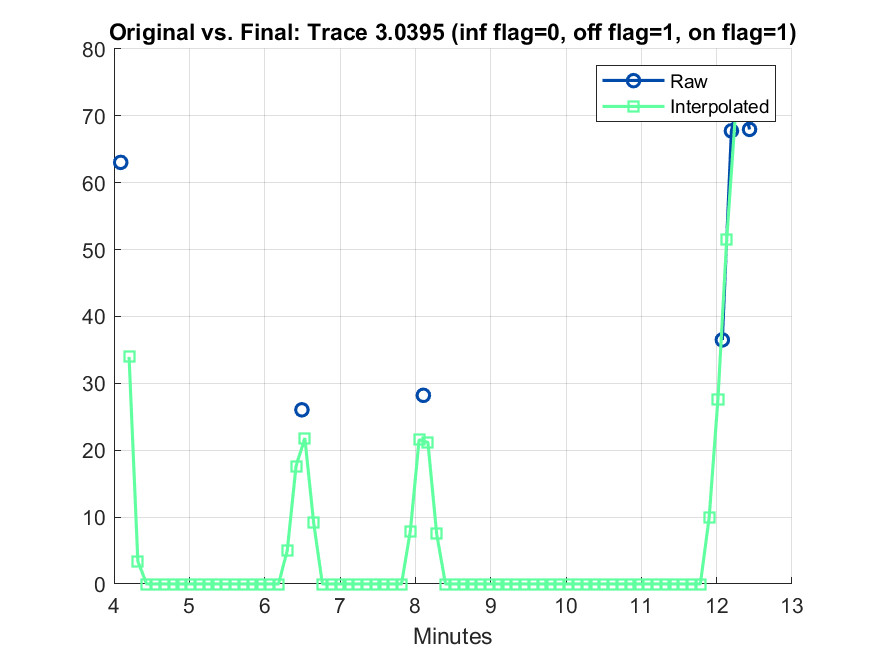 Original vs. Final: Trace 3.0395 (inf flag=0, off flag=1, on flag=1)
80
70
60
50
40
30
20
10
0
Raw
Interpolated
4 5 6 7 8 9 10 11 12 13
Minutes